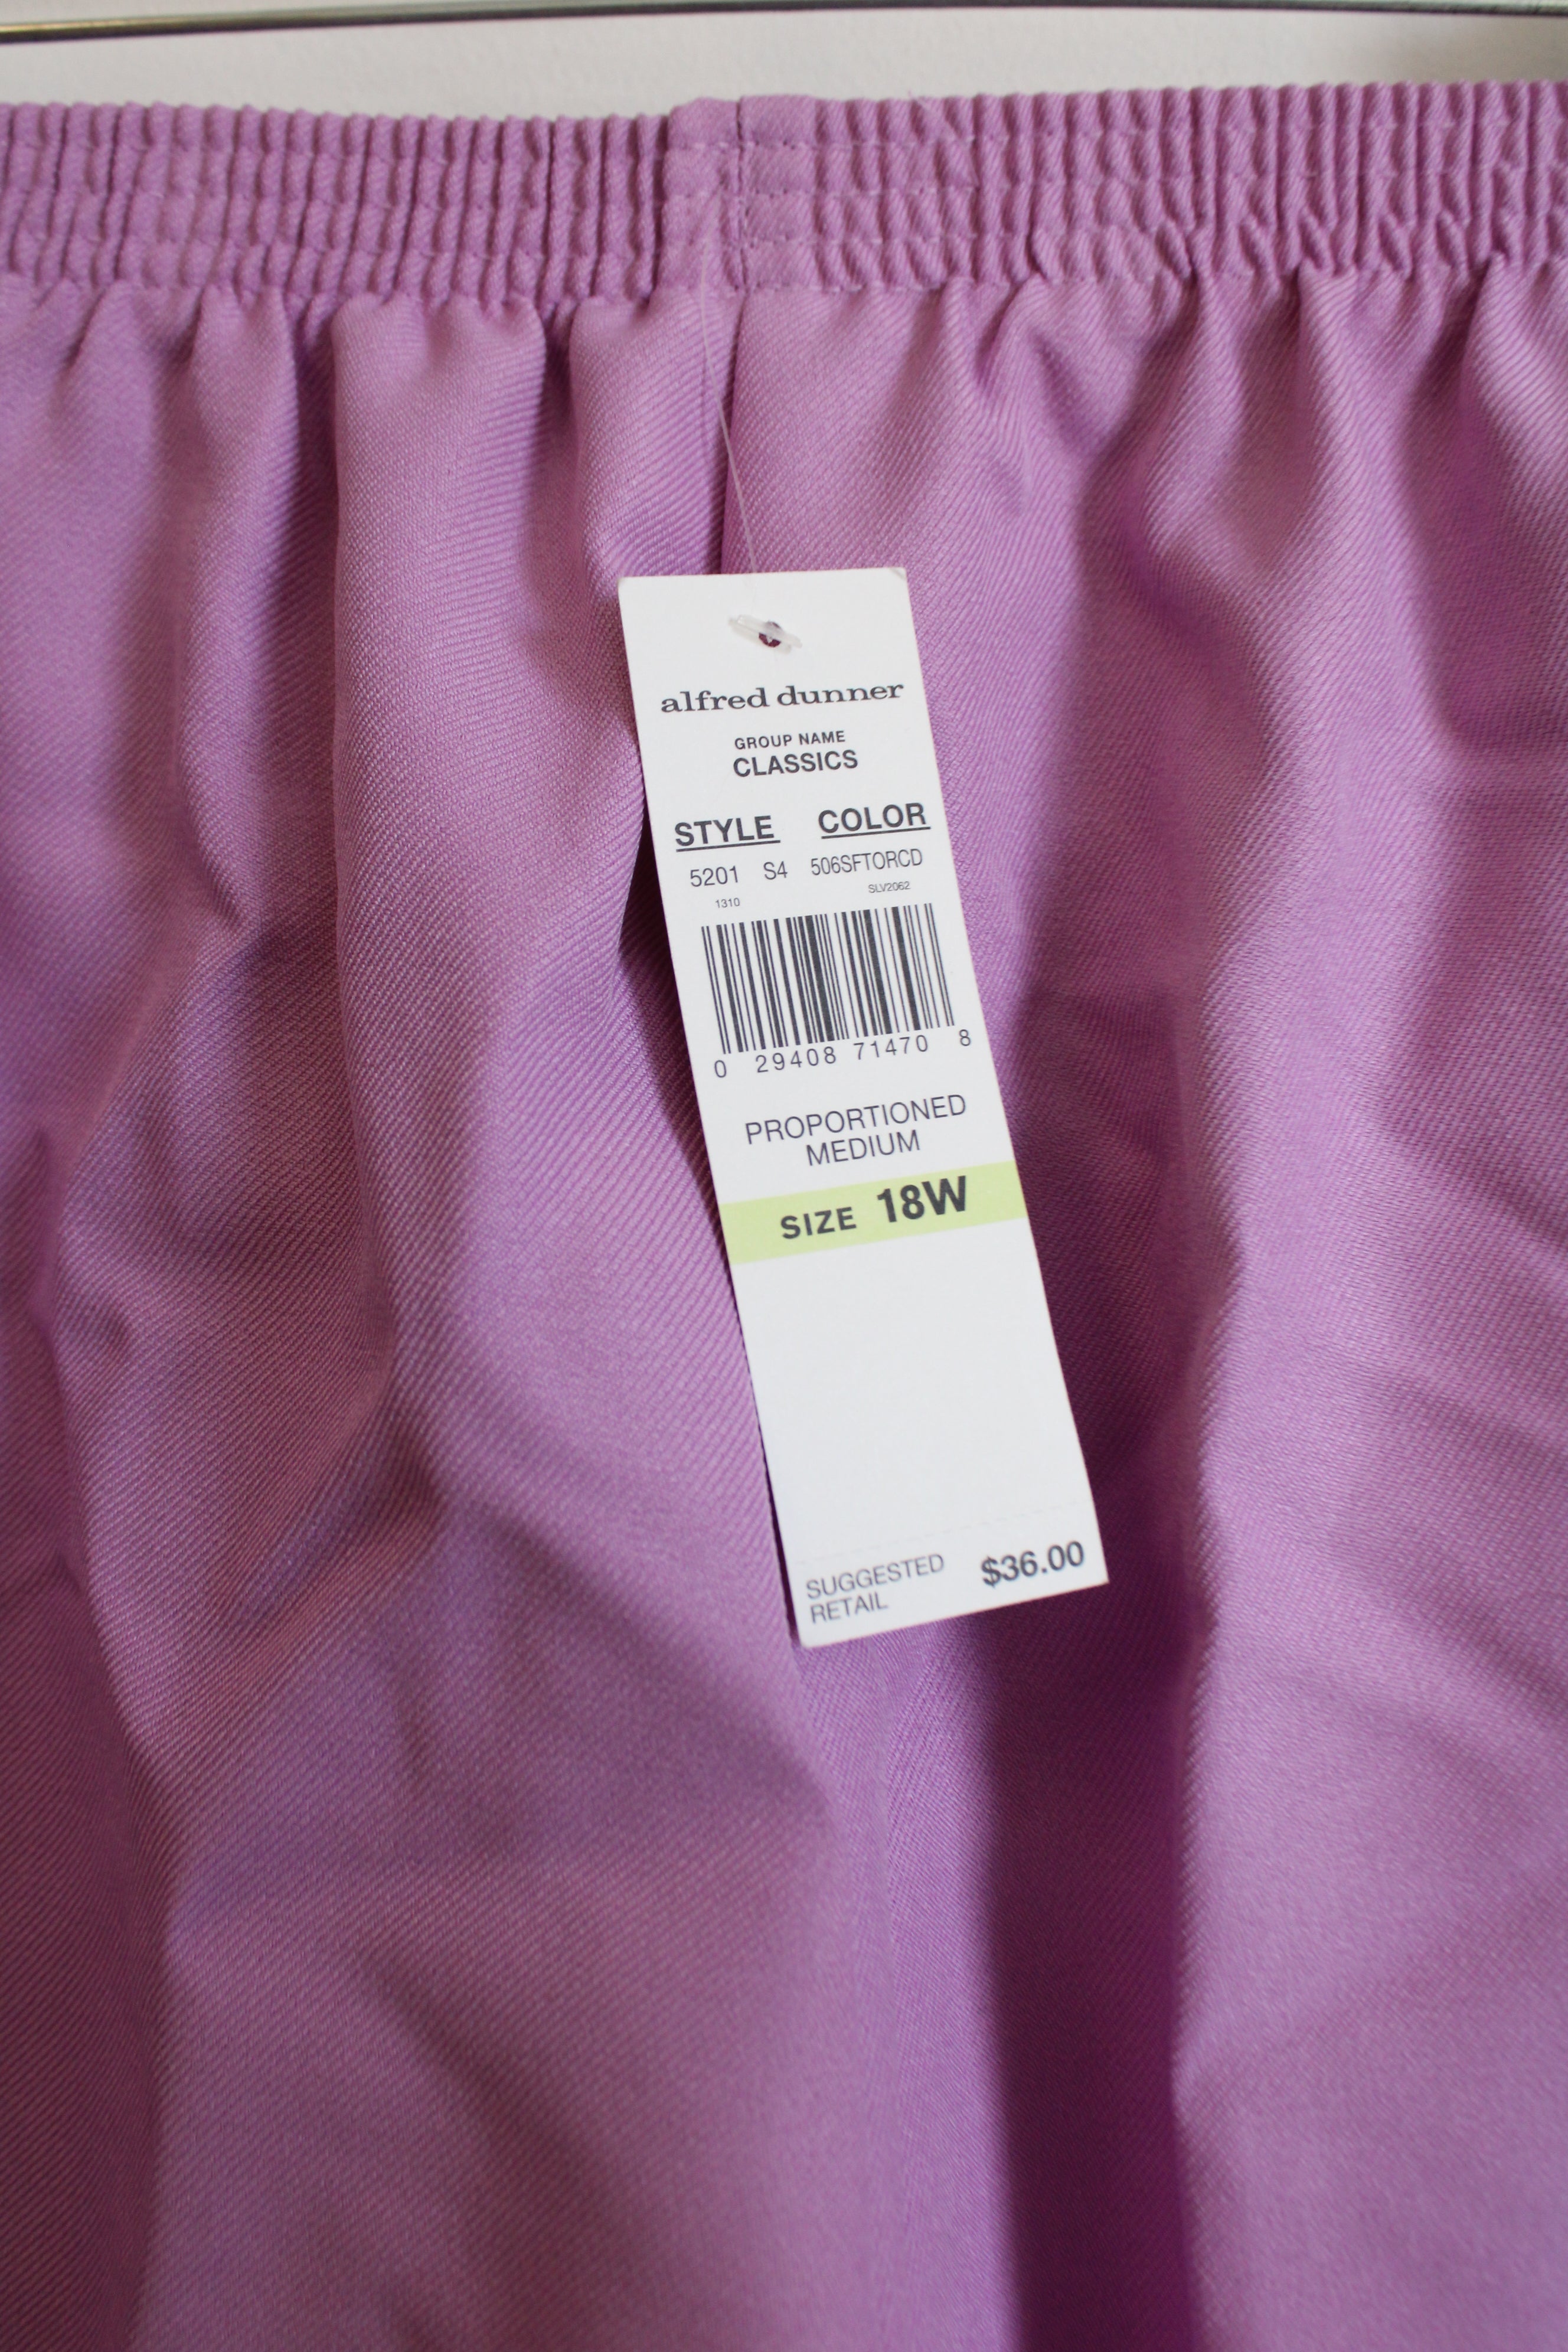 alfred dunner
GROUP NAME
CLASSICS
STYLE COLOR
5201 S4 506SFTORCD
1310 SLV2062
0 29408 71470 8
PROPORTIONED
MEDIUM
SIZE 18W
SUGGESTED $36.00
RETAIL